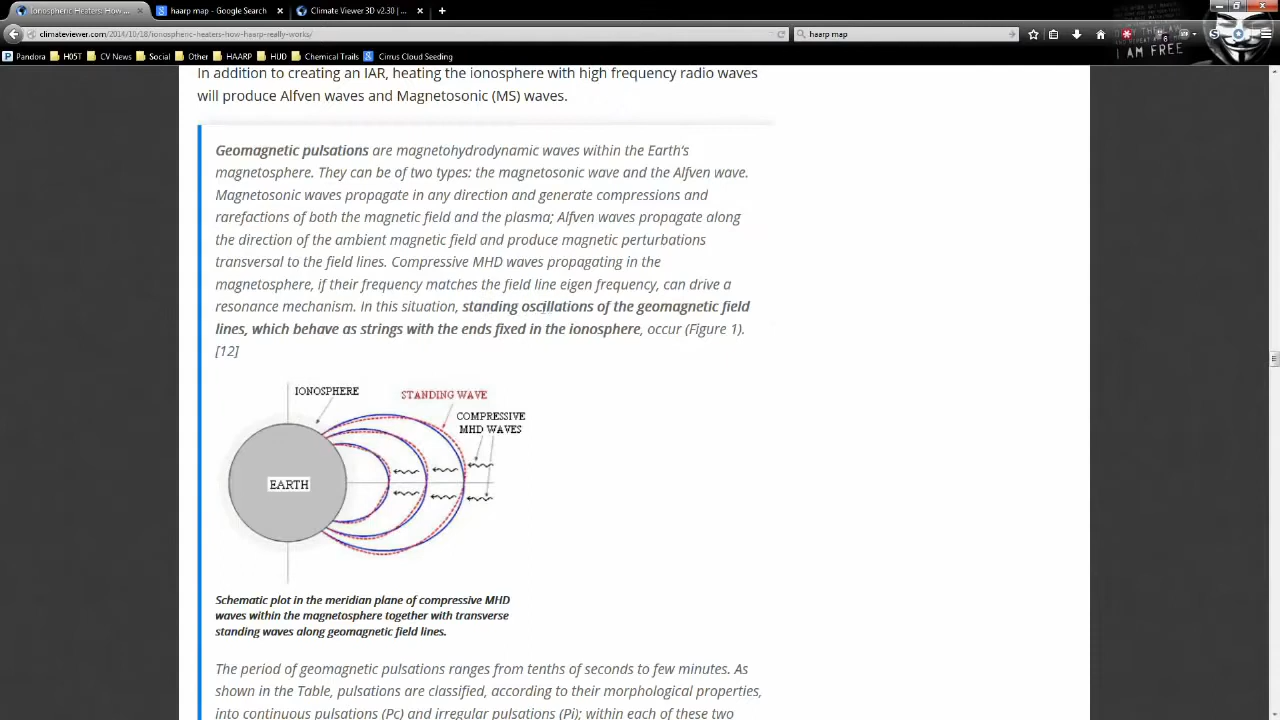 Ionospheric Heaters: How ...
haarp map - Google Search
Climate Viewer 3D v2.30 | ...
climateviewer.com/2014/10/18/ionospheric-heaters-how-haarp-really-works/
haarp map
Pandora
H05T
CV News
Social
Other
HAARP
HUD
Chemical Trails
Cirrus Cloud Seeding
I AM FREE
In addition to creating an IAR, heating the ionosphere with high frequency radio waves
will produce Alfven waves and Magnetosonic (MS) waves.
Geomagnetic pulsations are magnetohydrodynamic waves within the Earth's
magnetosphere. They can be of two types: the magnetosonic wave and the Alfven wave.
Magnetosonic waves propagate in any direction and generate compressions and
rarefactions of both the magnetic field and the plasma; Alfven waves propagate along
the direction of the ambient magnetic field and produce magnetic perturbations
transversal to the field lines. Compressive MHD waves propagating in the
magnetosphere, if their frequency matches the field line eigen frequency, can drive a
resonance mechanism. In this situation, standing oscillations of the geomagnetic field
lines, which behave as strings with the ends fixed in the ionosphere, occur (Figure 1).
[12]
IONOSPHERE
STANDING WAVE
COMPRESSIVE
MHD WAVES
EARTH
Schematic plot in the meridian plane of compressive MHD
waves within the magnetosphere together with transverse
standing waves along geomagnetic field lines.
The period of geomagnetic pulsations ranges from tenths of seconds to few minutes. As
shown in the Table, pulsations are classified, according to their morphological properties,
into continuous pulsations (Pc) and irregular pulsations (Pi); within each of these two